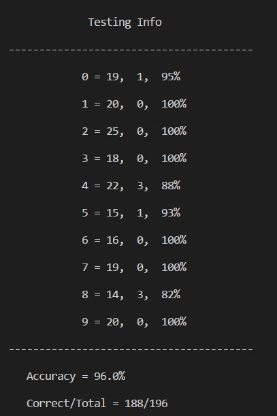 Testing Info
------------------------------------
0 = 19, 1, 95%
1 = 20, 0, 100%
2 = 25, 0, 100%
3 = 18, 0, 100%
4 = 22, 3, 88%
5 = 15, 1, 93%
6 = 16, 0, 100%
7 = 19, 0, 100%
8 = 14, 3, 82%
9 = 20, 0, 100%
------------------------------------
Accuracy = 96.0%
Correct/Total = 188/196